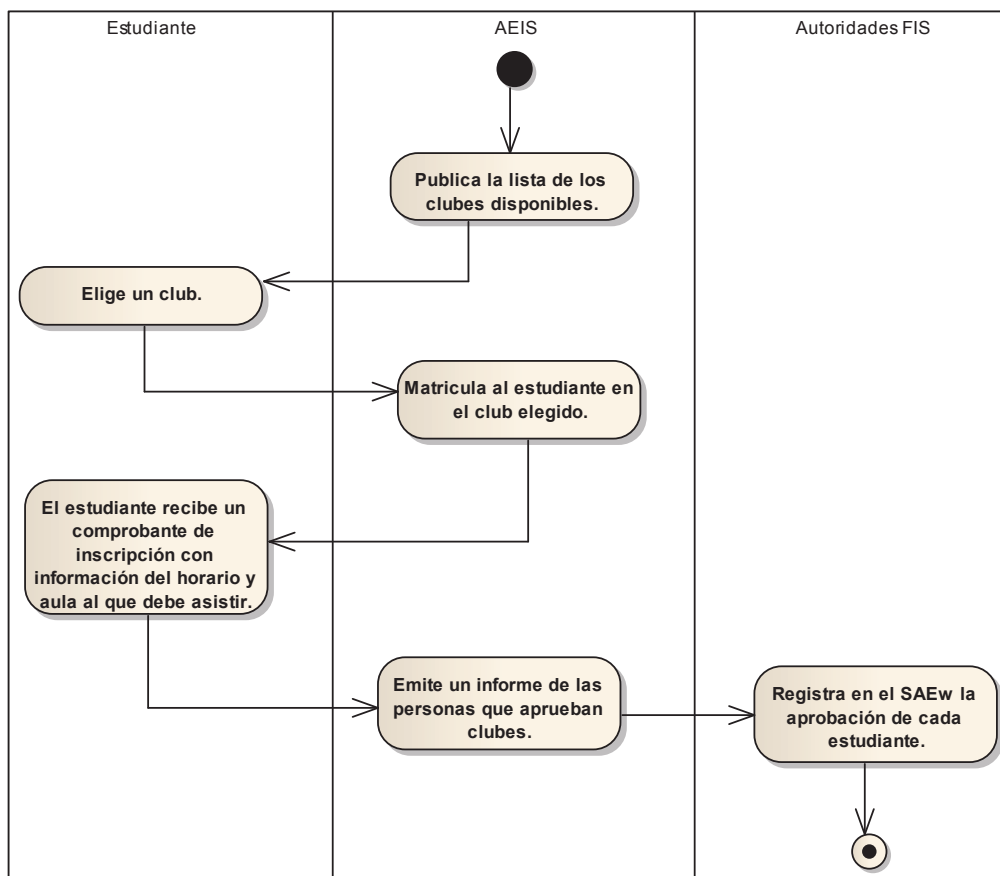 Estudiante
AEIS
Autoridades FIS
Publica la lista de los
clubes disponibles.
Elige un club.
Matricula al estudiante en
el club elegido.
El estudiante recibe un
comprobante de
inscripción con
información del horario y
aula al que debe asistir.
Emite un informe de las
personas que aprueban
clubes.
Registra en el SAEw la
aprobación de cada
estudiante.